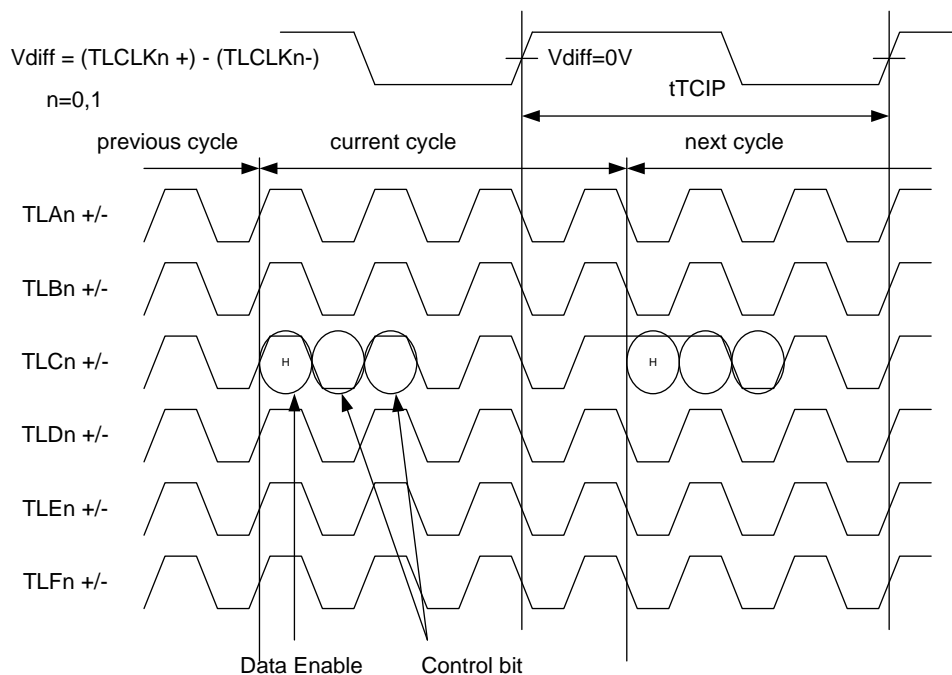 Vdiff = (TLCLKn +) - (TLCLKn-)
Vdiff=0V
n=0,1
tTCIP
previous cycle
current cycle
next cycle
TLAn +/-
TLBn +/-
TLCn +/-
H
H
TLDn +/-
TLEn +/-
TLFn +/-
Data Enable
Control bit